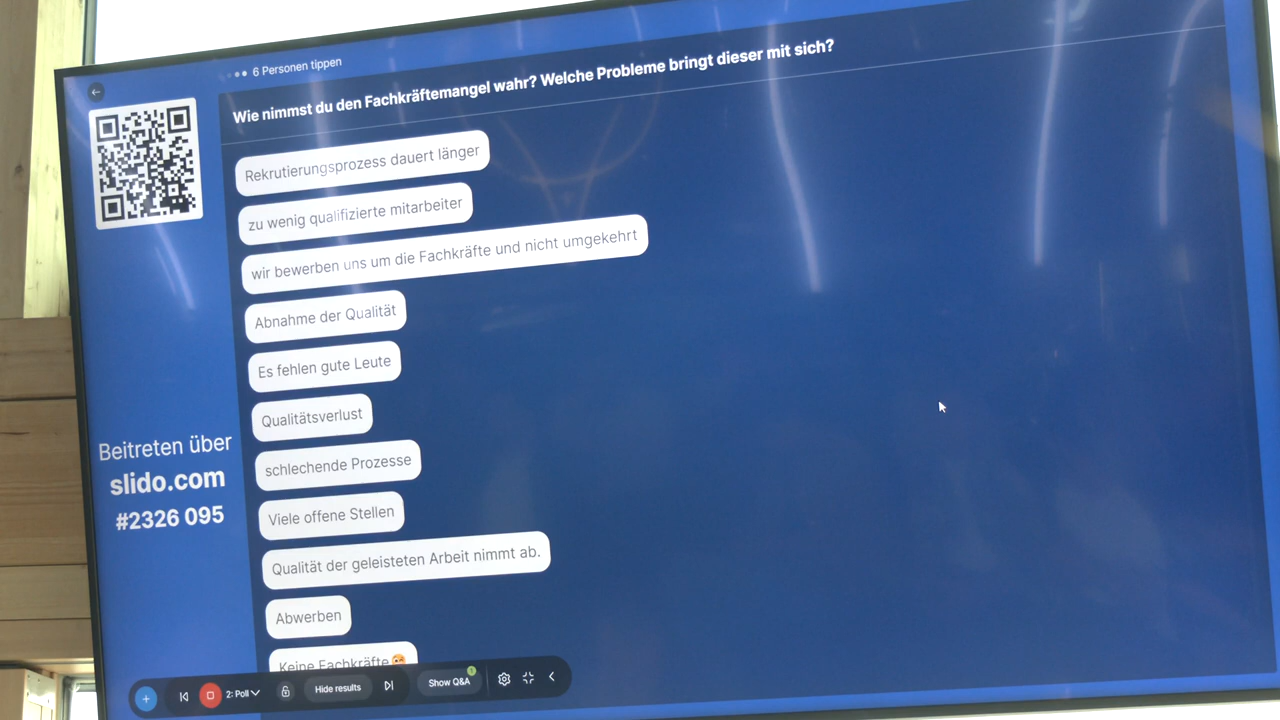 6 Personen tippen
Wie nimmst du den Fachkräftemangel wahr? Welche Probleme bringt dieser mit sich?
Rekrutierungsprozess dauert länger
zu wenig qualifizierte mitarbeiter
wir bewerben uns um die Fachkräfte und nicht umgekehrt
Abnahme der Qualität
Es fehlen gute Leute
Qualitätsverlust
schlechende Prozesse
Viele offene Stellen
Qualität der geleisteten Arbeit nimmt ab.
Abwerben
Keine Fachkräfte
Beitreten über
slido.com
#2326 095
2: Poll
Hide results
Show Q&A
1